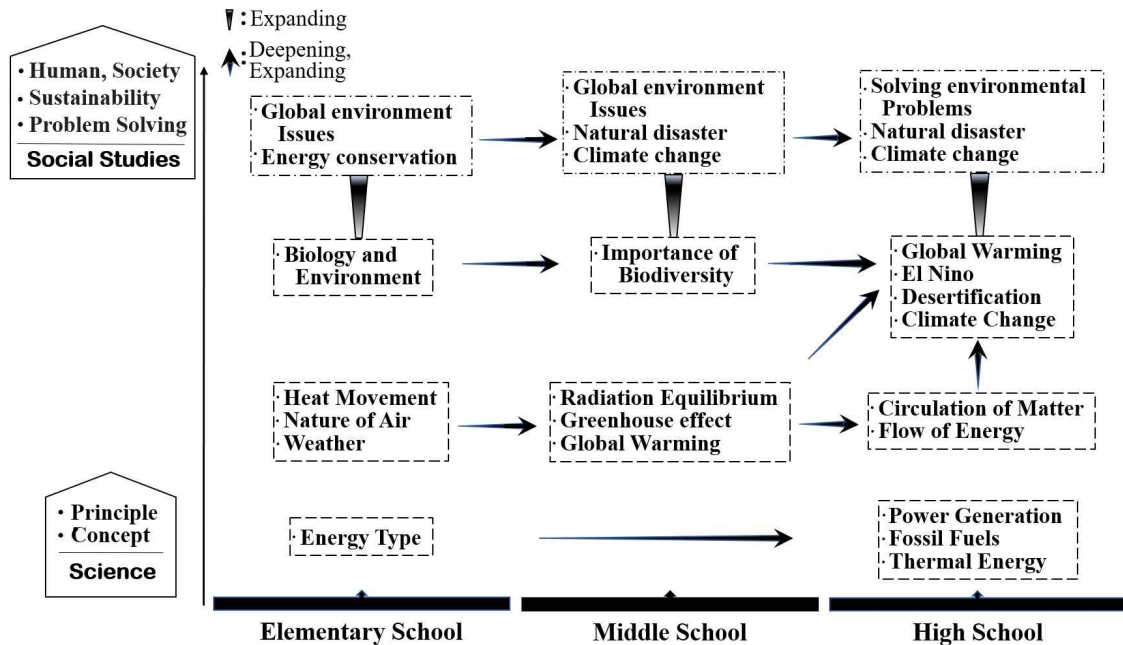 : Expanding
: Deepening,
Expanding
· Human, Society
· Sustainability
· Problem Solving
Social Studies
· Global environment
Issues
· Energy conservation
· Global environment
Issues
· Natural disaster
· Climate change
· Solving environmental
Problems
· Natural disaster
· Climate change
· Biology and
Environment
· Importance of
Biodiversity
· Global Warming
· El Nino
· Desertification
· Climate Change
· Heat Movement
· Nature of Air
· Weather
· Radiation Equilibrium
· Greenhouse effect
· Global Warming
· Circulation of Matter
· Flow of Energy
· Principle
· Concept
Science
· Energy Type
· Power Generation
· Fossil Fuels
· Thermal Energy
Elementary School
Middle School
High School